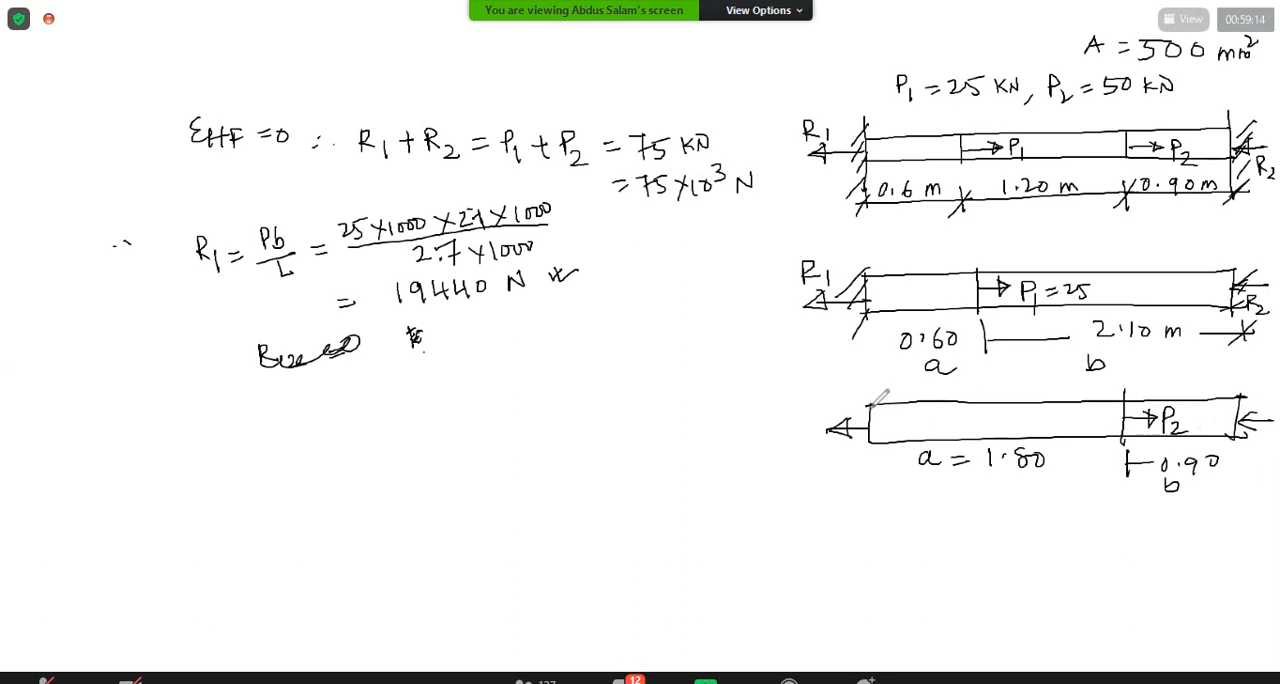 You are viewing Abdus Salam's screen
View Options
View
00:59:14
A = 500 mm²
P₁ = 25 KN, P₂ = 50 KN
ΣHF = 0 ∴ R₁ + R₂ = P₁ + P₂ = 75 KN
= 75 × 10³ N
∴ R₁ = Pb/L = 25 × 1000 × 2.1 × 1000 / 2.7 × 1000
= 19440 N
R₁
P₁
P₂
R₂
0.6 m
1.20 m
0.90 m
R₁
P₁ = 25
R₂
0.60
2.10 m
a
b
P₂
a = 1.80
0.90
b
137
12